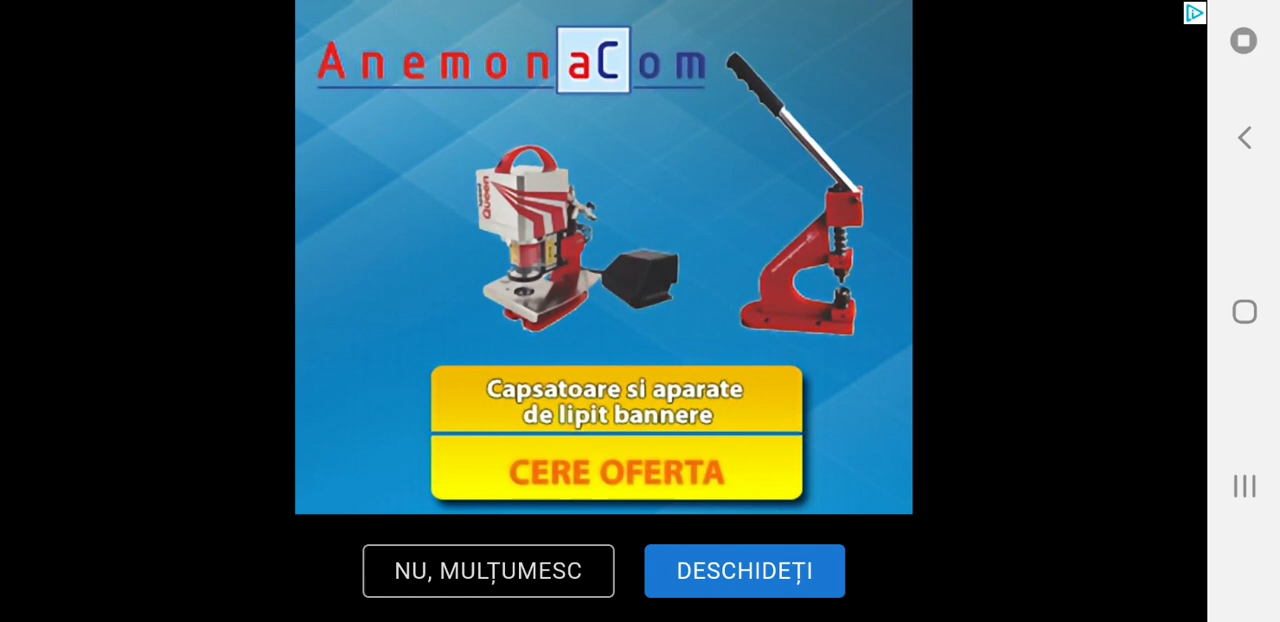 AnemonaCom
Queen
Capsatoare si aparate
de lipit bannere
CERE OFERTA
NU, MULȚUMESC
DESCHIDEȚI